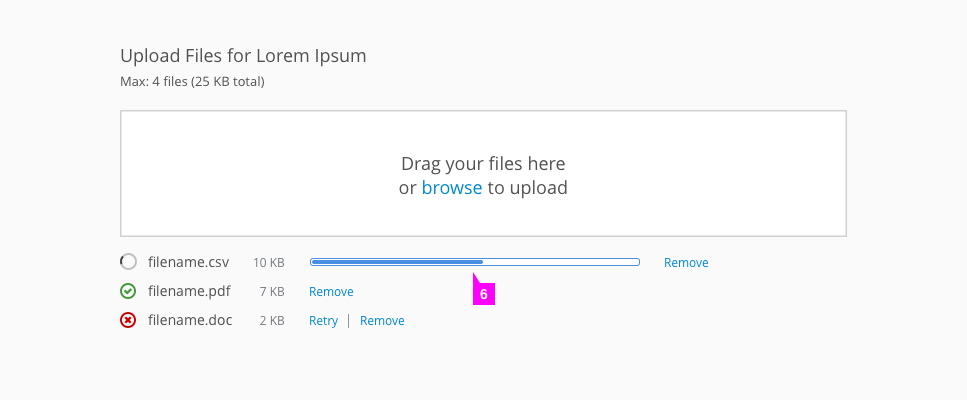 Upload Files for Lorem Ipsum
Max: 4 files (25 KB total)
Drag your files here
or browse to upload
filename.csv 10 KB Remove
6
filename.pdf 7 KB Remove
filename.doc 2 KB Retry | Remove